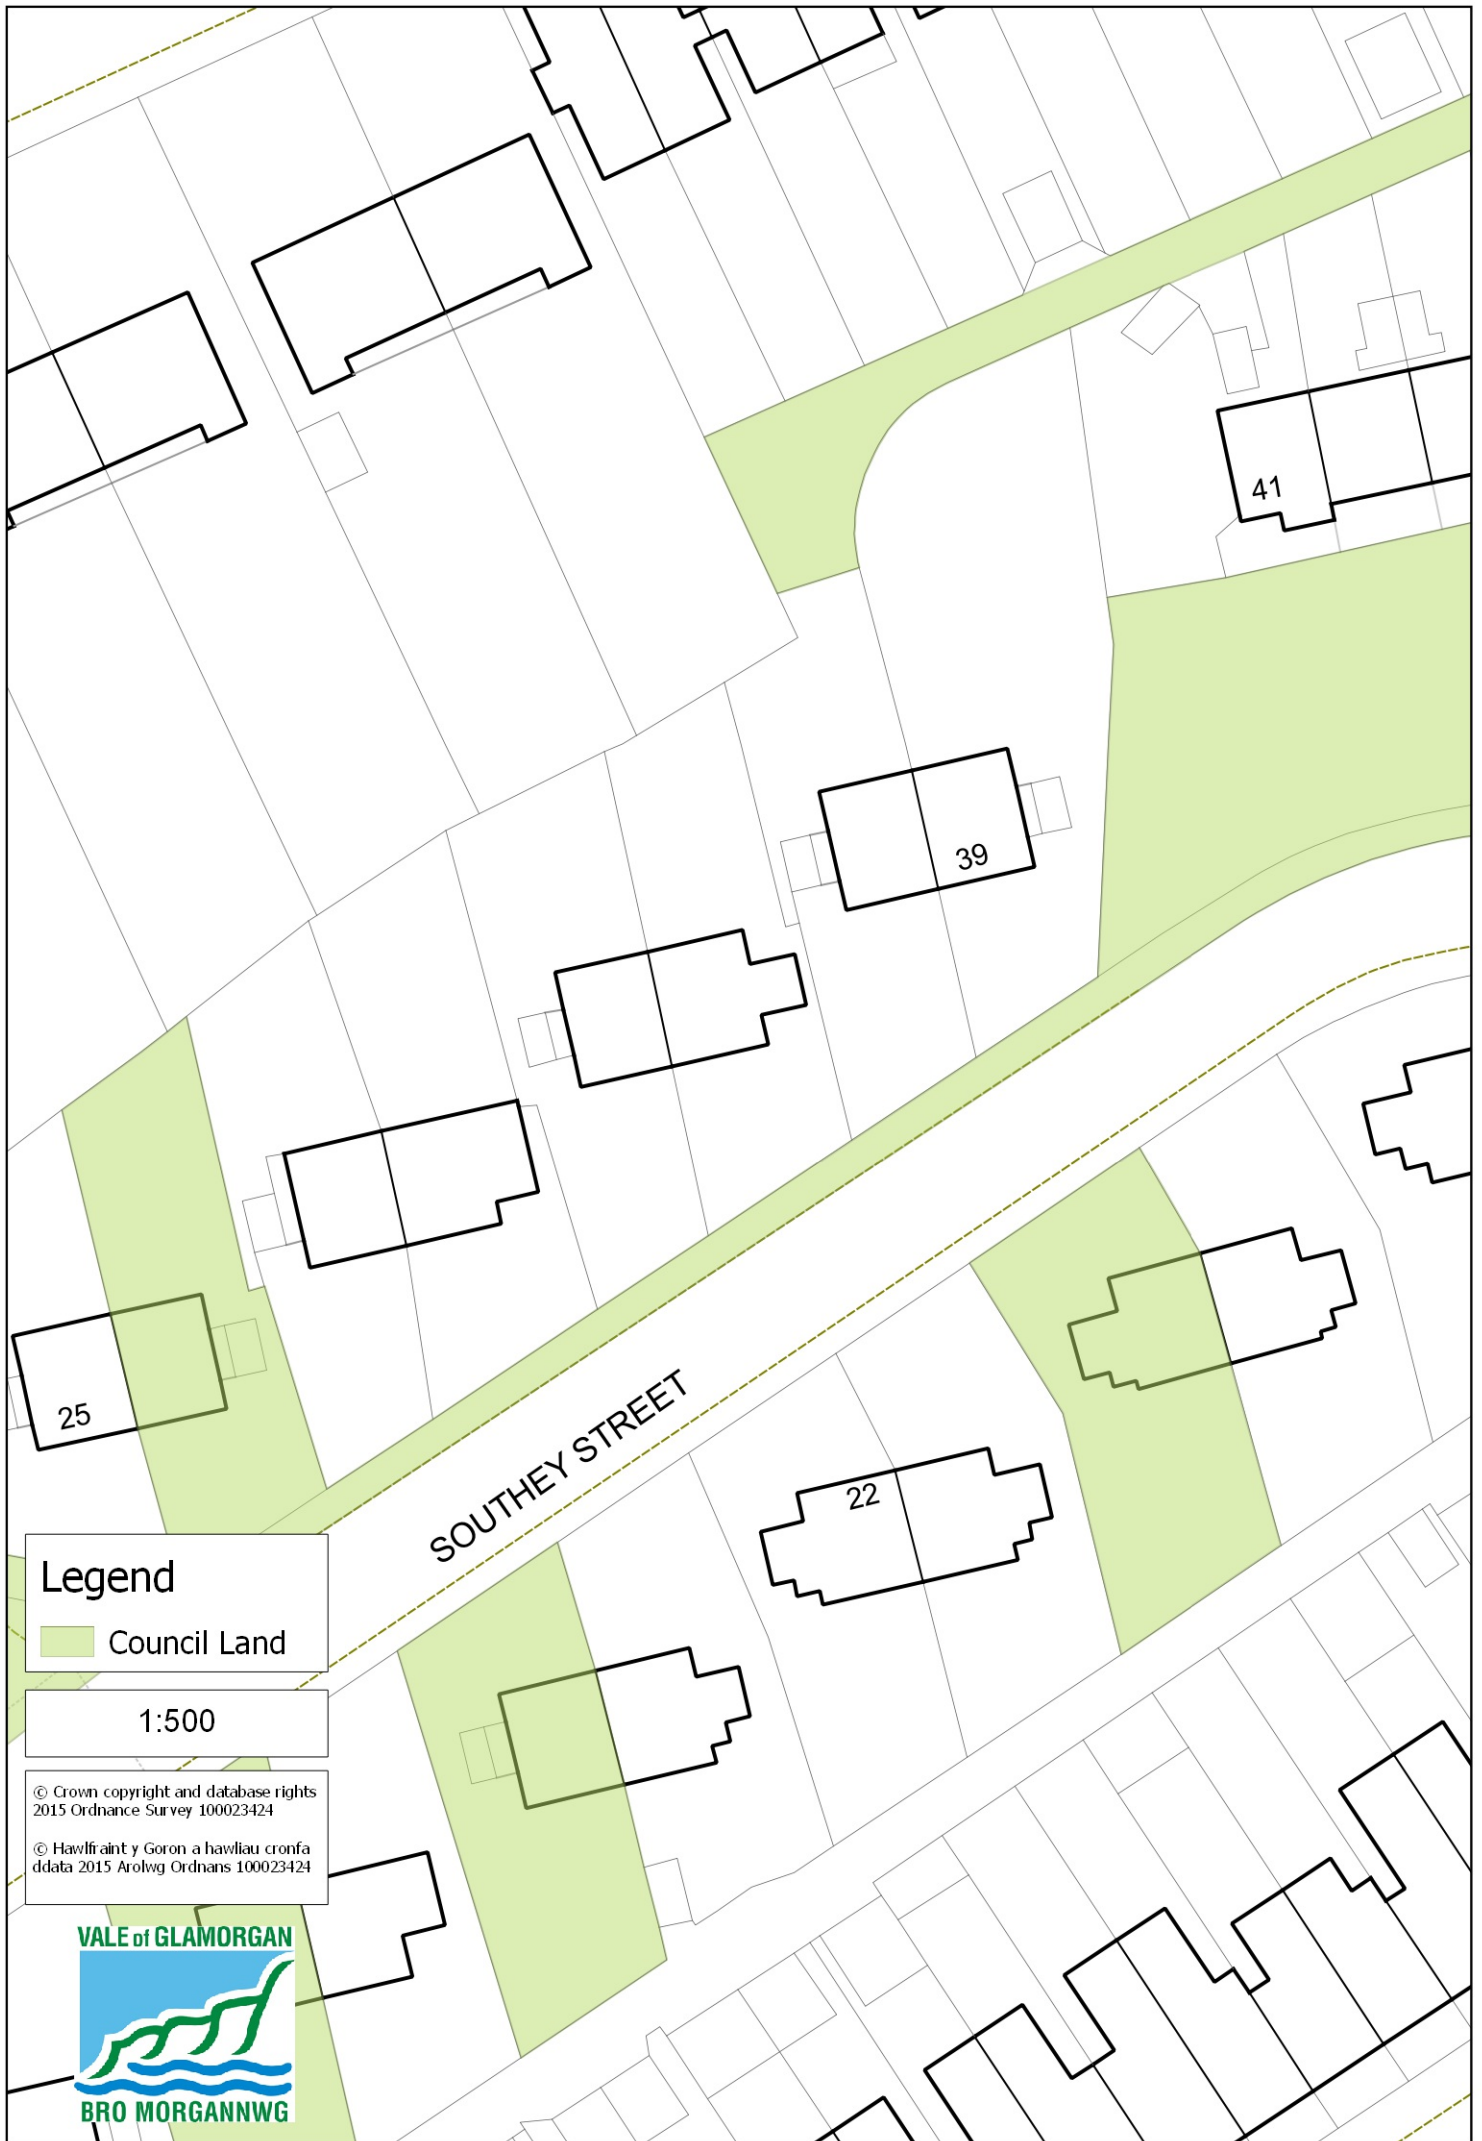 41
39
25
SOUTHEY STREET
22
Legend
Council Land
1:500
© Crown copyright and database rights
2015 Ordnance Survey 100023424
© Hawlfraint y Goron a hawliau cronfa
ddata 2015 Arolwg Ordnans 100023424
VALE of GLAMORGAN
BRO MORGANNWG